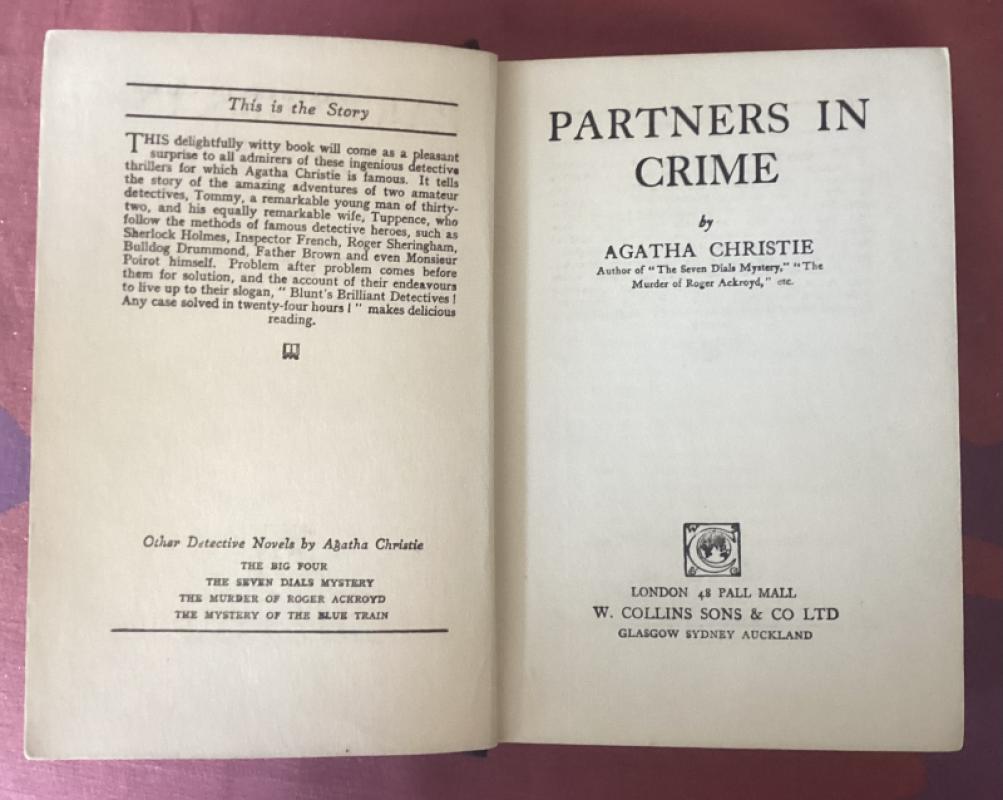 This is the Story
THIS delightfully witty book will come as a pleasant
surprise to all admirers of these ingenious detective
thrillers for which Agatha Christie is famous. It tells
the story of the amazing adventures of two amateur
detectives, Tommy, a remarkable young man of thirty-
two, and his equally remarkable wife, Tuppence, who
follow the methods of famous detective heroes, such as
Sherlock Holmes, Inspector French, Roger Sheringham,
Bulldog Drummond, Father Brown and even Monsieur
Poirot himself. Problem after problem comes before
them for solution, and the account of their endeavours
to live up to their slogan, " Blunt's Brilliant Detectives !
Any case solved in twenty-four hours ! " makes delicious
reading.
Other Detective Novels by Agatha Christie
THE BIG FOUR
THE SEVEN DIALS MYSTERY
THE MURDER OF ROGER ACKROYD
THE MYSTERY OF THE BLUE TRAIN
PARTNERS IN
CRIME
by
AGATHA CHRISTIE
Author of "The Seven Dials Mystery," "The
Murder of Roger Ackroyd," etc.
LONDON 48 PALL MALL
W. COLLINS SONS & CO LTD
GLASGOW SYDNEY AUCKLAND